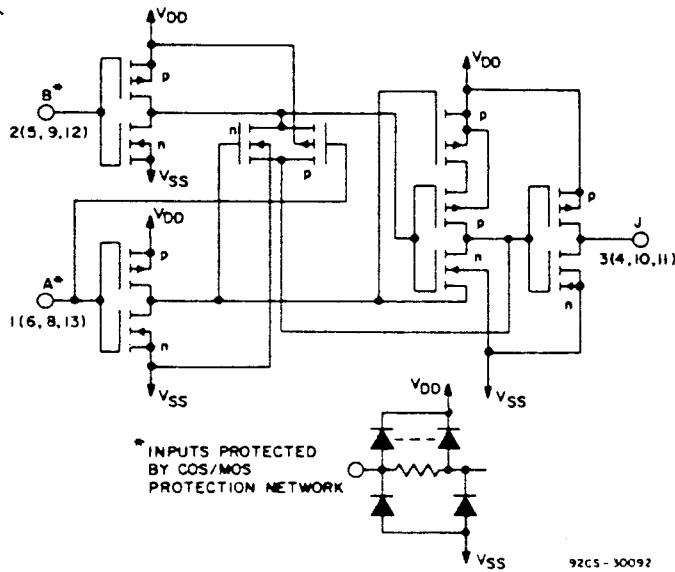 VDD
B*
2(5, 9, 12)
p
n
VSS
VDD
n
p
A*
1(6, 8, 13)
p
n
VSS
VDD
p
p
n
p
n
J
3(4, 10, 11)
VSS
* INPUTS PROTECTED
BY COS/MOS
PROTECTION NETWORK
VDD
VSS
92CS-30092